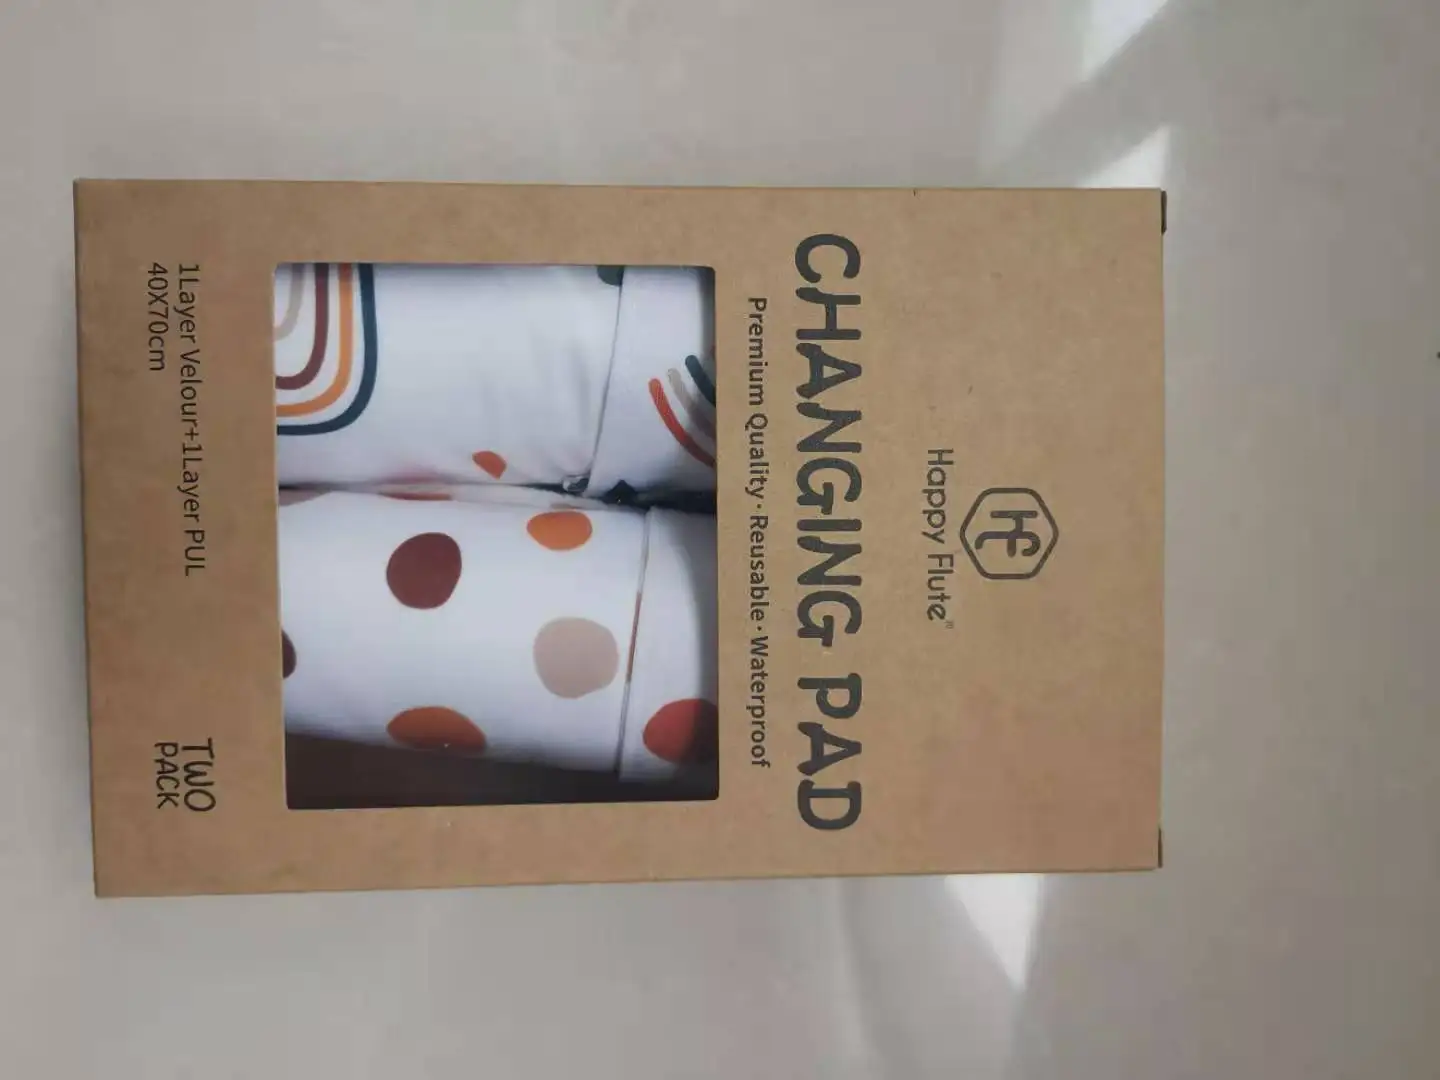 hf
Happy Flute®
CHANGING PAD
Premium Quality · Reusable · Waterproof
1Layer Velour+1Layer PUL
40X70cm
TWO
PACK